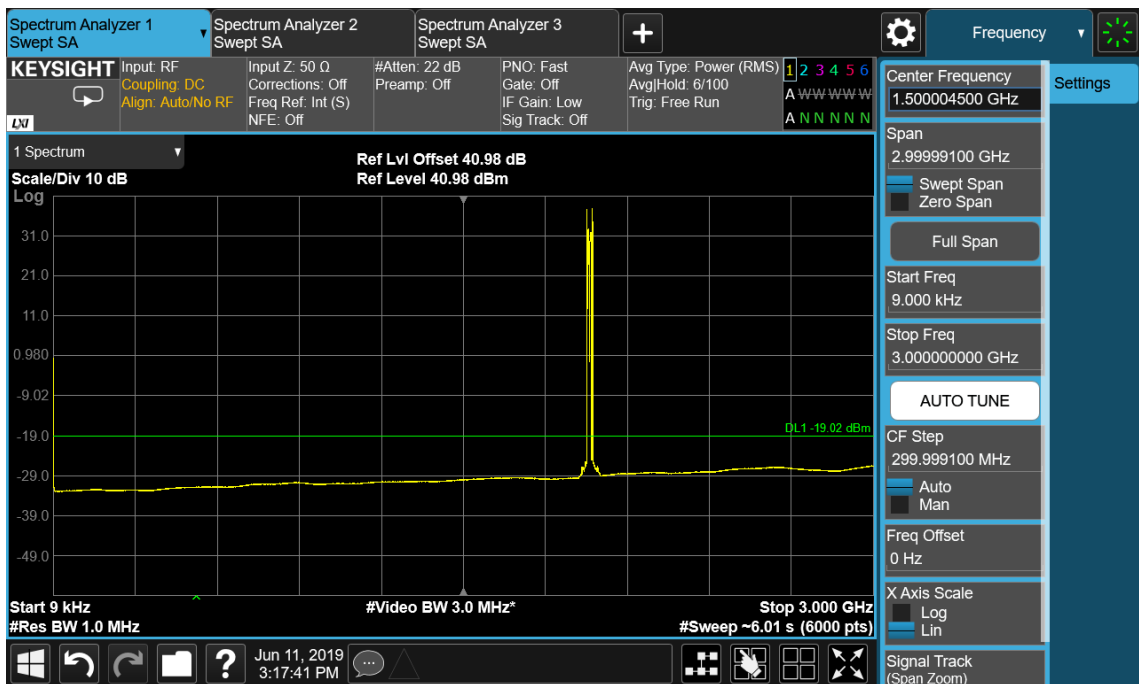 Spectrum Analyzer 1
Swept SA
Spectrum Analyzer 2
Swept SA
Spectrum Analyzer 3
Swept SA
Frequency
KEYSIGHT
LXI
Input: RF
Coupling: DC
Align: Auto/No RF
Input Z: 50 Ω
Corrections: Off
Freq Ref: Int (S)
NFE: Off
#Atten: 22 dB
Preamp: Off
PNO: Fast
Gate: Off
IF Gain: Low
Sig Track: Off
Avg Type: Power (RMS)
Avg|Hold: 6/100
Trig: Free Run
1 2 3 4 5 6
A W W W W W
A N N N N N
1 Spectrum
Scale/Div 10 dB
Log
Ref Lvl Offset 40.98 dB
Ref Level 40.98 dBm
31.0
21.0
11.0
0.980
-9.02
-19.0
-29.0
-39.0
-49.0
DL1 -19.02 dBm
Start 9 kHz
#Res BW 1.0 MHz
#Video BW 3.0 MHz*
Stop 3.000 GHz
#Sweep ~6.01 s (6000 pts)
Center Frequency
1.500004500 GHz
Span
2.99999100 GHz
Swept Span
Zero Span
Full Span
Start Freq
9.000 kHz
Stop Freq
3.000000000 GHz
AUTO TUNE
CF Step
299.999100 MHz
Auto
Man
Freq Offset
0 Hz
X Axis Scale
Log
Lin
Signal Track
(Span Zoom)
Settings
?
Jun 11, 2019
3:17:41 PM